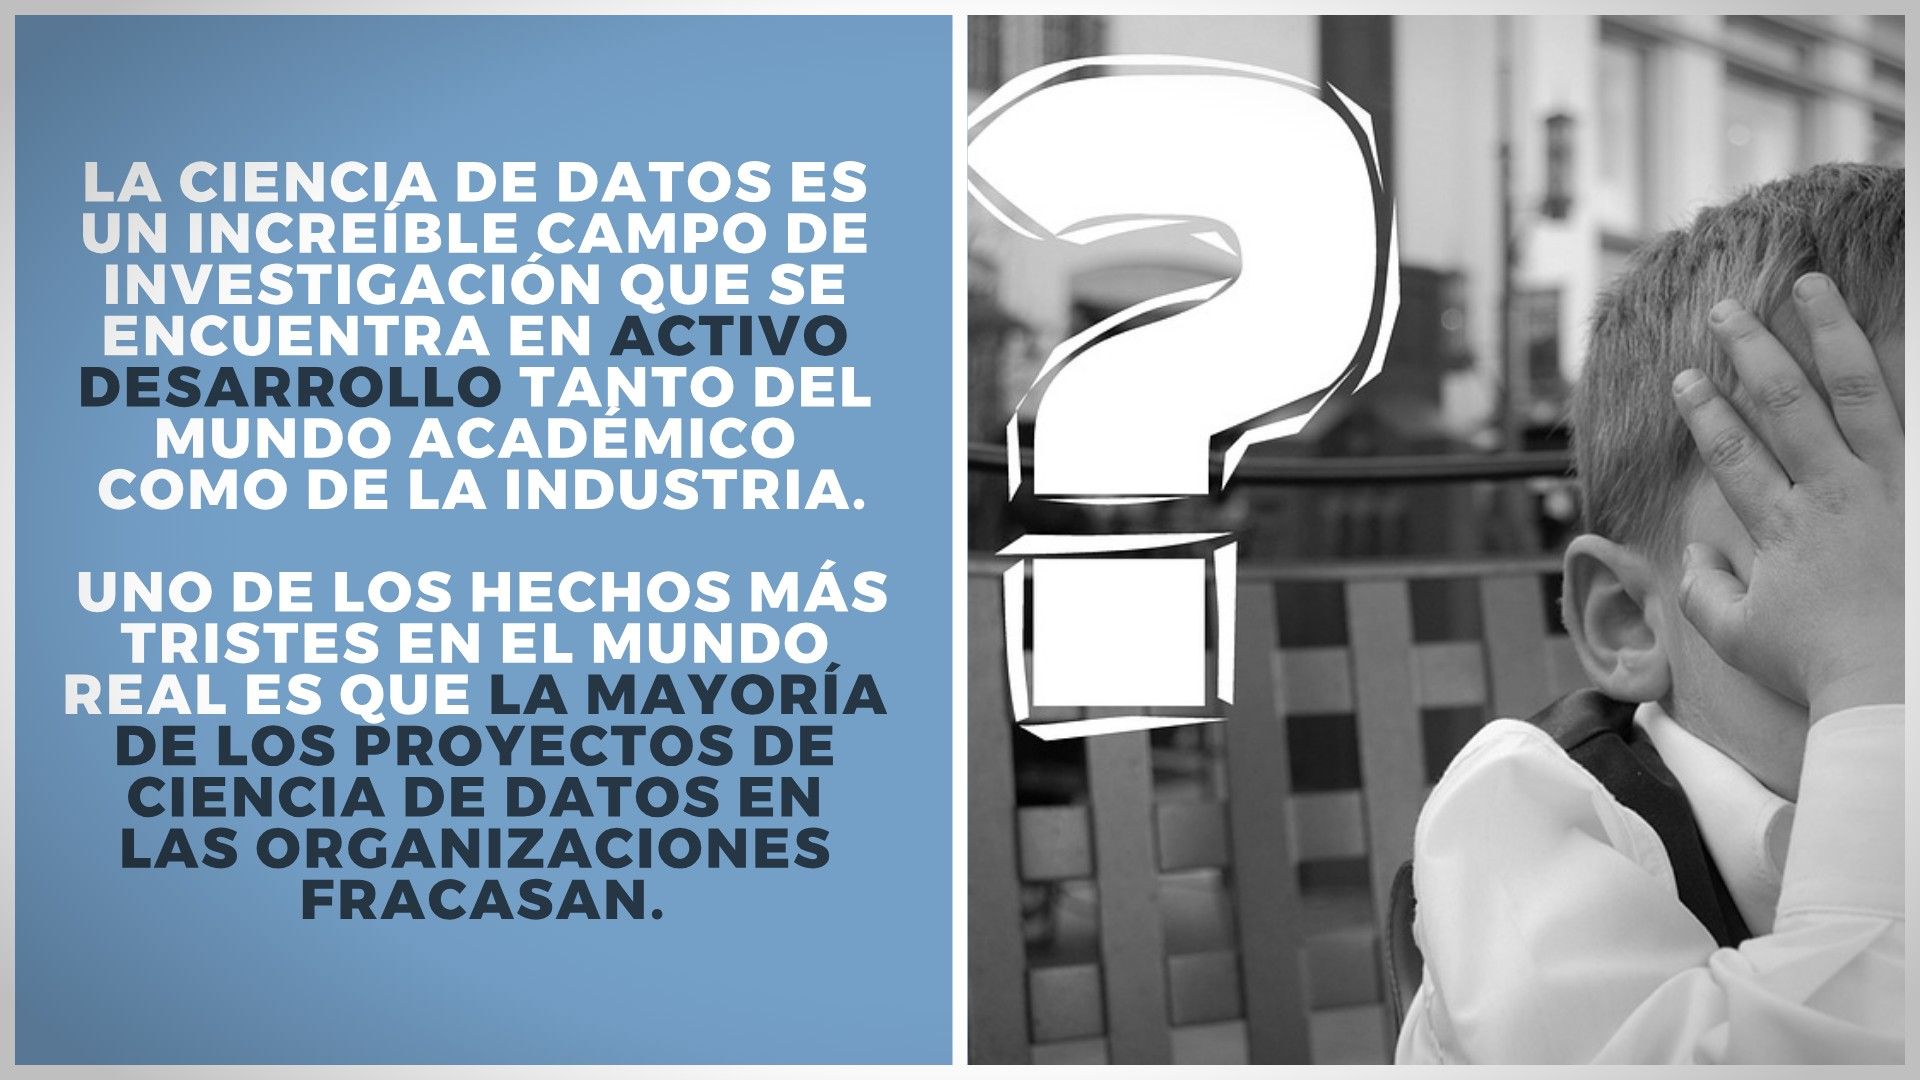 LA CIENCIA DE DATOS ES
UN INCREÍBLE CAMPO DE
INVESTIGACIÓN QUE SE
ENCUENTRA EN ACTIVO
DESARROLLO TANTO DEL
MUNDO ACADÉMICO
COMO DE LA INDUSTRIA.
UNO DE LOS HECHOS MÁS
TRISTES EN EL MUNDO
REAL ES QUE LA MAYORÍA
DE LOS PROYECTOS DE
CIENCIA DE DATOS EN
LAS ORGANIZACIONES
FRACASAN.
?